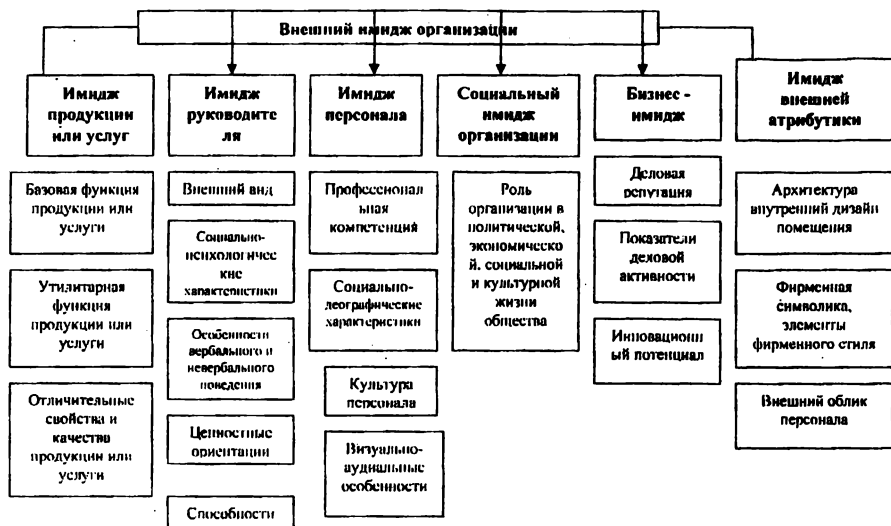 Внешний имидж организации
Имидж
продукции
или услуг
Базовая функция
продукции или
услуги
Утилитарная
функция
продукции или
услуги
Отличительные
свойства и
качества
продукции или
услуги
Имидж
руководите
ля
Внешний вид
Социально-
психологичес
кие
характеристики
Особенности
вербального и
невербального
поведения
Ценностные
ориентации
Способности
Имидж
персонала
Профессионал
ьная
компетенций
Социально-
деографические
характеристики
Культура
персонала
Визуально-
аудиальные
особенности
Социальный
имидж
организации
Роль
организации в
политической,
экономическо
й, социальной
и культурной
жизни
общества
Бизнес -
имидж
Деловая
репутация
Показатели
деловой
активности
Инновационн
ый потенциал
Имидж
внешней
атрибутики
Архитектура
внутренний дизайн
помещения
Фирменная
символика,
элементы
фирменного стиля
Внешний облик
персонала